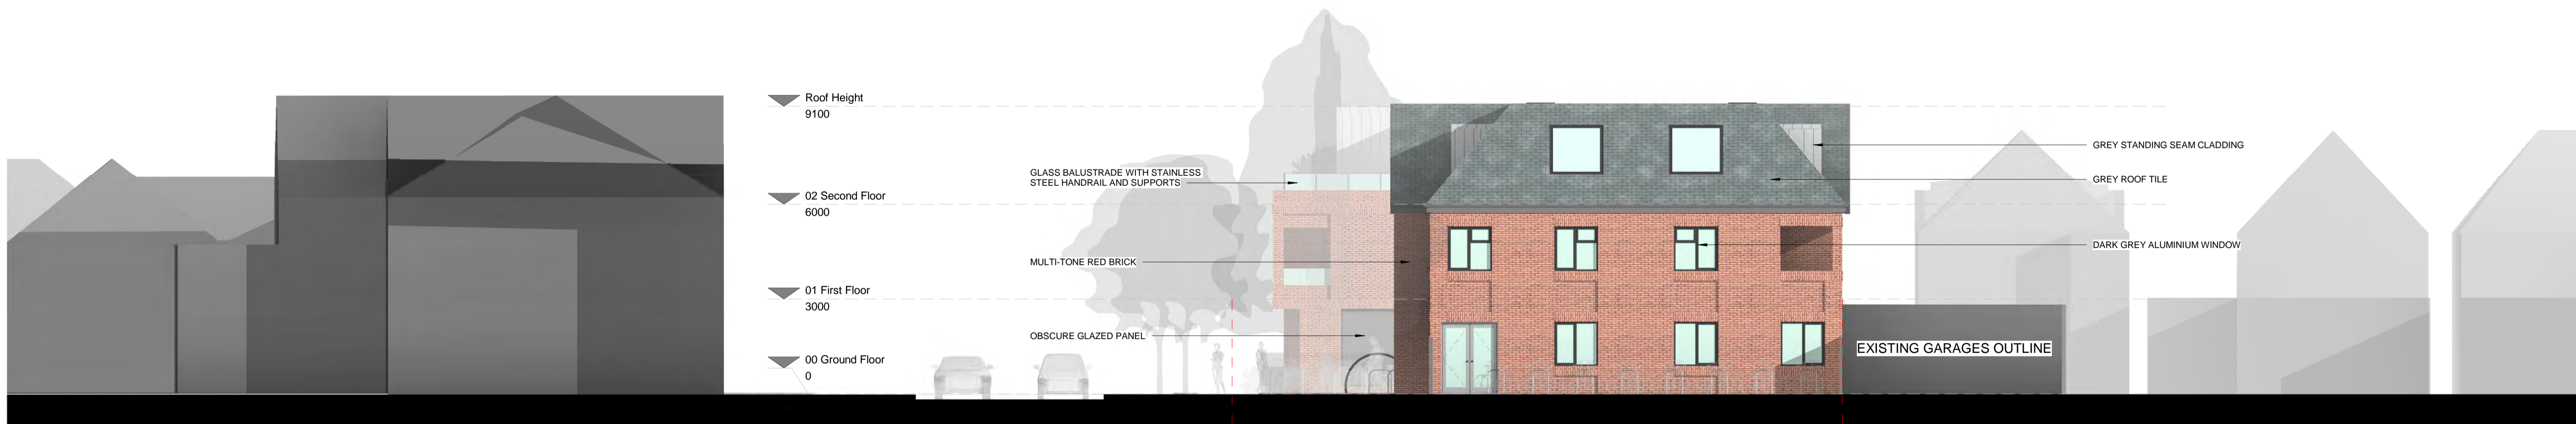 Roof Height
9100
GLASS BALUSTRADE WITH STAINLESS
STEEL HANDRAIL AND SUPPORTS
02 Second Floor
6000
MULTI-TONE RED BRICK
01 First Floor
3000
OBSCURE GLAZED PANEL
00 Ground Floor
0
GREY STANDING SEAM CLADDING
GREY ROOF TILE
DARK GREY ALUMINIUM WINDOW
EXISTING GARAGES OUTLINE